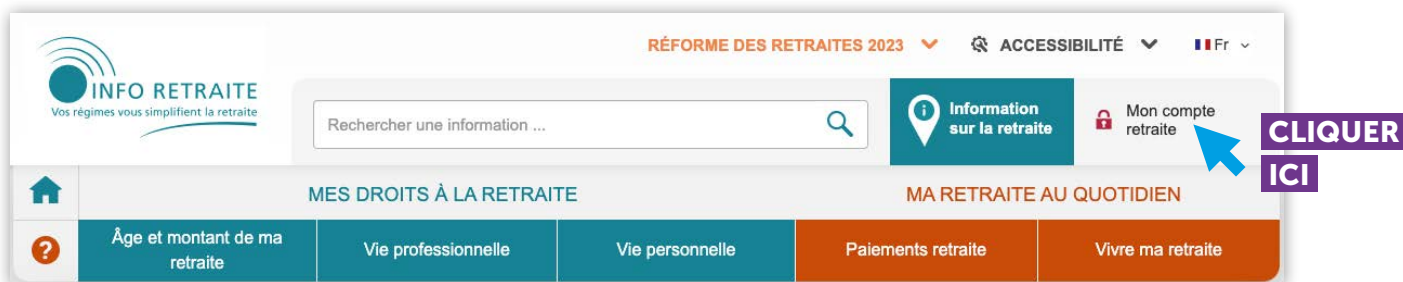 RÉFORME DES RETRAITES 2023
ACCESSIBILITÉ
Fr
INFO RETRAITE
Vos régimes vous simplifient la retraite
Rechercher une information ...
Information
sur la retraite
Mon compte
retraite
CLIQUER
ICI
MES DROITS À LA RETRAITE
MA RETRAITE AU QUOTIDIEN
?
Âge et montant de ma
retraite
Vie professionnelle
Vie personnelle
Paiements retraite
Vivre ma retraite